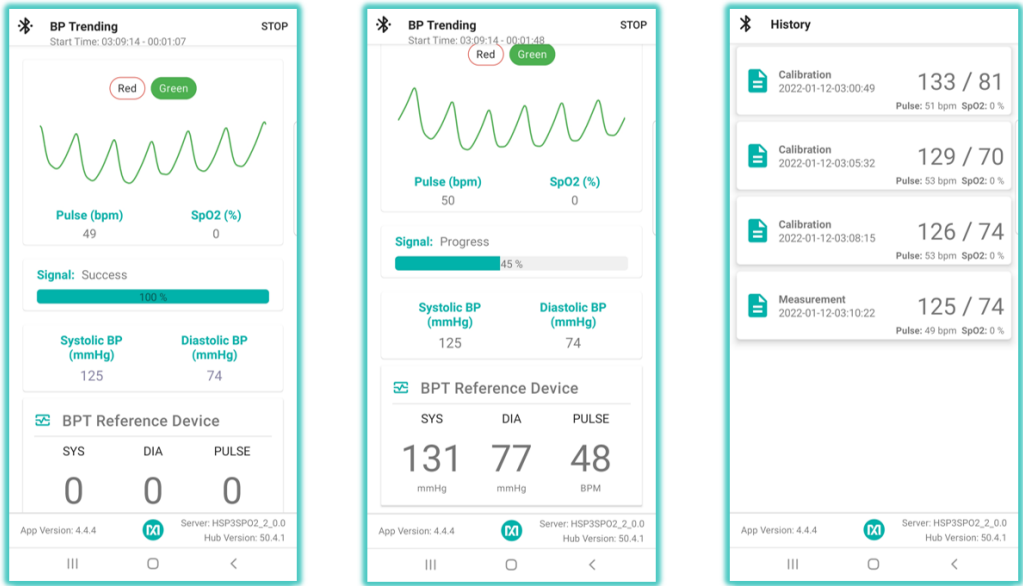 BP Trending
STOP
Start Time: 03:09:14 - 00:01:07
Red
Green
Pulse (bpm)
SpO2 (%)
49
0
Signal: Success
100 %
Systolic BP
(mmHg)
Diastolic BP
(mmHg)
125
74
BPT Reference Device
SYS
DIA
PULSE
0
0
0
App Version: 4.4.4
Server: HSP3SPO2_2_0.0
Hub Version: 50.4.1
BP Trending
STOP
Start Time: 03:09:14 - 00:01:48
Red
Green
Pulse (bpm)
SpO2 (%)
50
0
Signal: Progress
45 %
Systolic BP
(mmHg)
Diastolic BP
(mmHg)
125
74
BPT Reference Device
SYS
DIA
PULSE
131
77
48
mmHg
mmHg
BPM
App Version: 4.4.4
Server: HSP3SPO2_2_0.0
Hub Version: 50.4.1
History
Calibration
2022-01-12-03:00:49
133 / 81
Pulse: 51 bpm SpO2: 0 %
Calibration
2022-01-12-03:05:32
129 / 70
Pulse: 53 bpm SpO2: 0 %
Calibration
2022-01-12-03:08:15
126 / 74
Pulse: 53 bpm SpO2: 0 %
Measurement
2022-01-12-03:10:22
125 / 74
Pulse: 49 bpm SpO2: 0 %
App Version: 4.4.4
Server: HSP3SPO2_2_0.0
Hub Version: 50.4.1